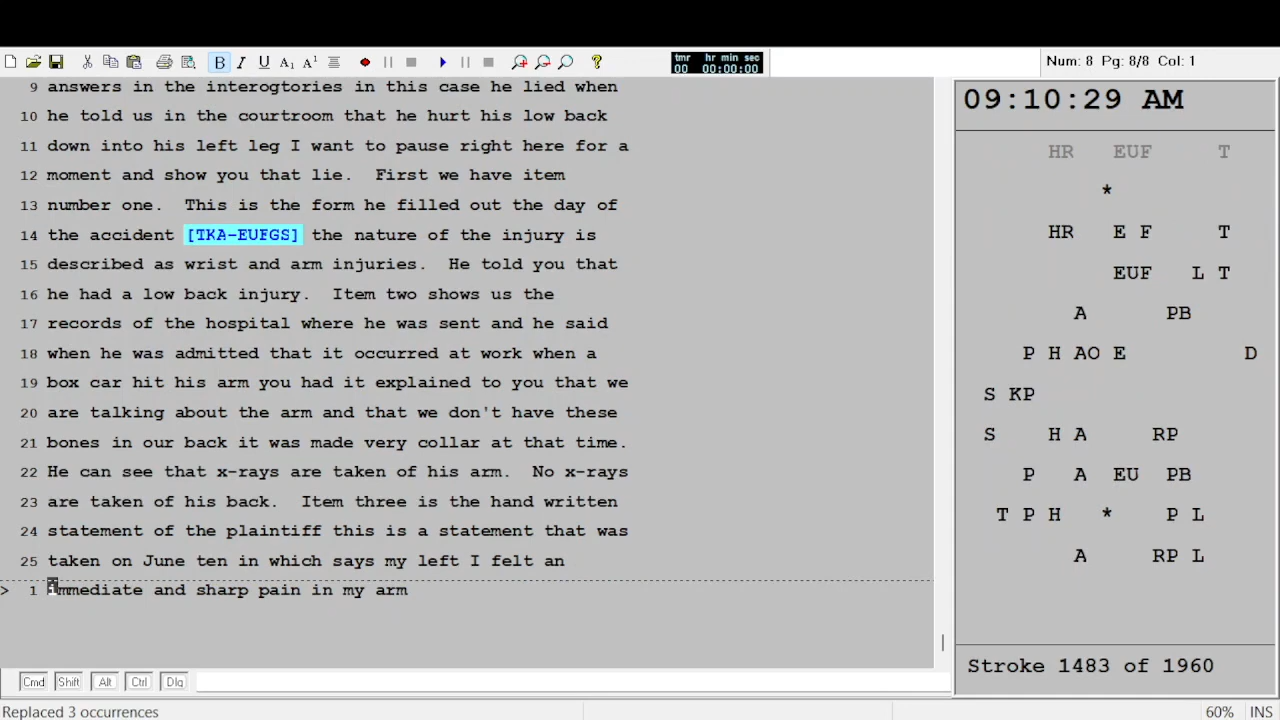 B I U A₁ A¹
tmr hr min sec
00 00:00:00
Num: 8 Pg: 8/8 Col: 1
9 answers in the interogtories in this case he lied when
10 he told us in the courtroom that he hurt his low back
11 down into his left leg I want to pause right here for a
12 moment and show you that lie. First we have item
13 number one. This is the form he filled out the day of
14 the accident [TKA-EUFGS] the nature of the injury is
15 described as wrist and arm injuries. He told you that
16 he had a low back injury. Item two shows us the
17 records of the hospital where he was sent and he said
18 when he was admitted that it occurred at work when a
19 box car hit his arm you had it explained to you that we
20 are talking about the arm and that we don't have these
21 bones in our back it was made very collar at that time.
22 He can see that x-rays are taken of his arm. No x-rays
23 are taken of his back. Item three is the hand written
24 statement of the plaintiff this is a statement that was
25 taken on June ten in which says my left I felt an
> 1 immediate and sharp pain in my arm
09:10:29 AM
HR EUF T
*
HR E F T
EUF L T
A PB
P H AO E D
S KP
S H A RP
P A EU PB
T P H * P L
A RP L
Stroke 1483 of 1960
Cmd Shift Alt Ctrl Dlg
Replaced 3 occurrences
60% INS